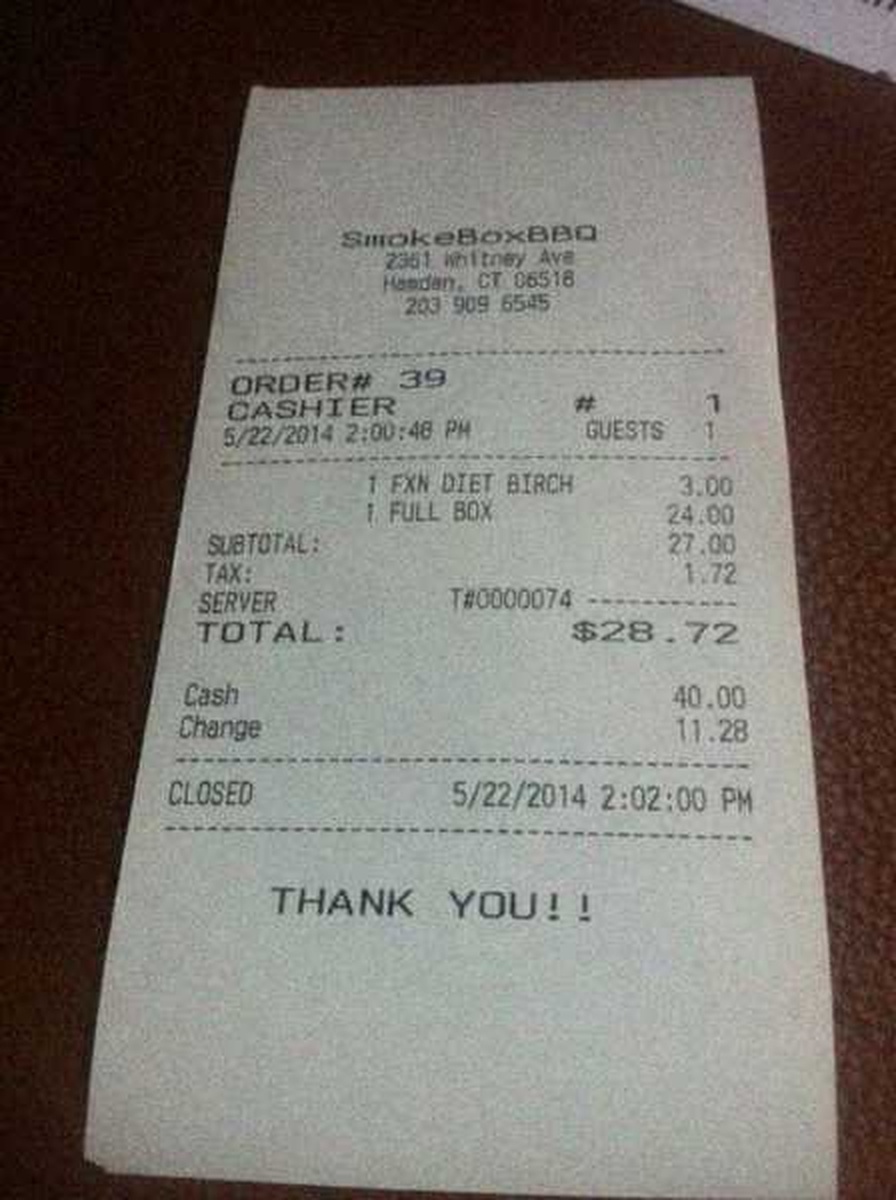 SmokeBoxBBQ
2361 Whitney Ave
Hamden, CT 06518
203 909 6545
ORDER# 39
CASHIER # 1
5/22/2014 2:00:46 PM GUESTS 1
1 FXN DIET BIRCH 3.00
1 FULL BOX 24.00
SUBTOTAL: 27.00
TAX: 1.72
SERVER T#0000074 -----------
TOTAL: $28.72
Cash 40.00
Change 11.28
CLOSED 5/22/2014 2:02:00 PM
THANK YOU!!